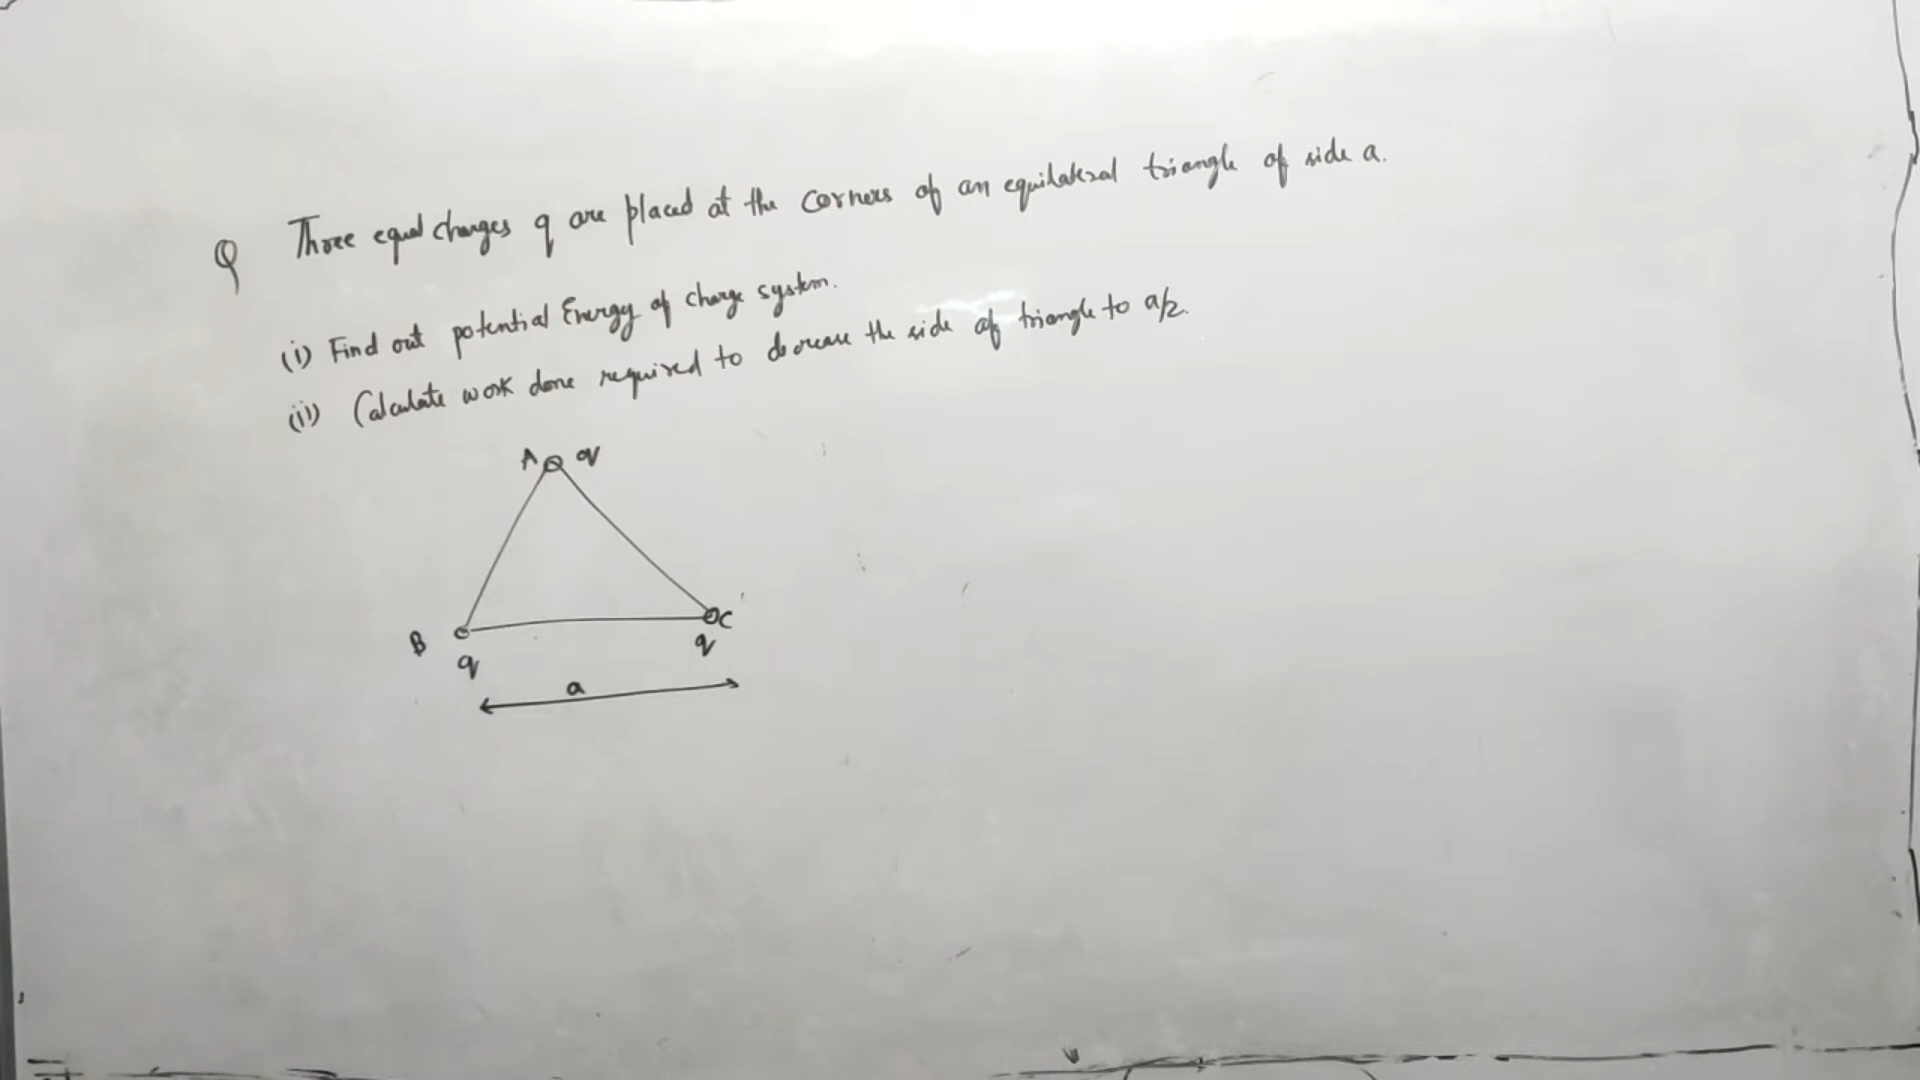 Q Three equal charges q are placed at the corners of an equilateral triangle of side a.
(i) Find out potential Energy of charge system.
(ii) Calculate work done required to decrease the side of triangle to a/2.
A q
B C
q q
a